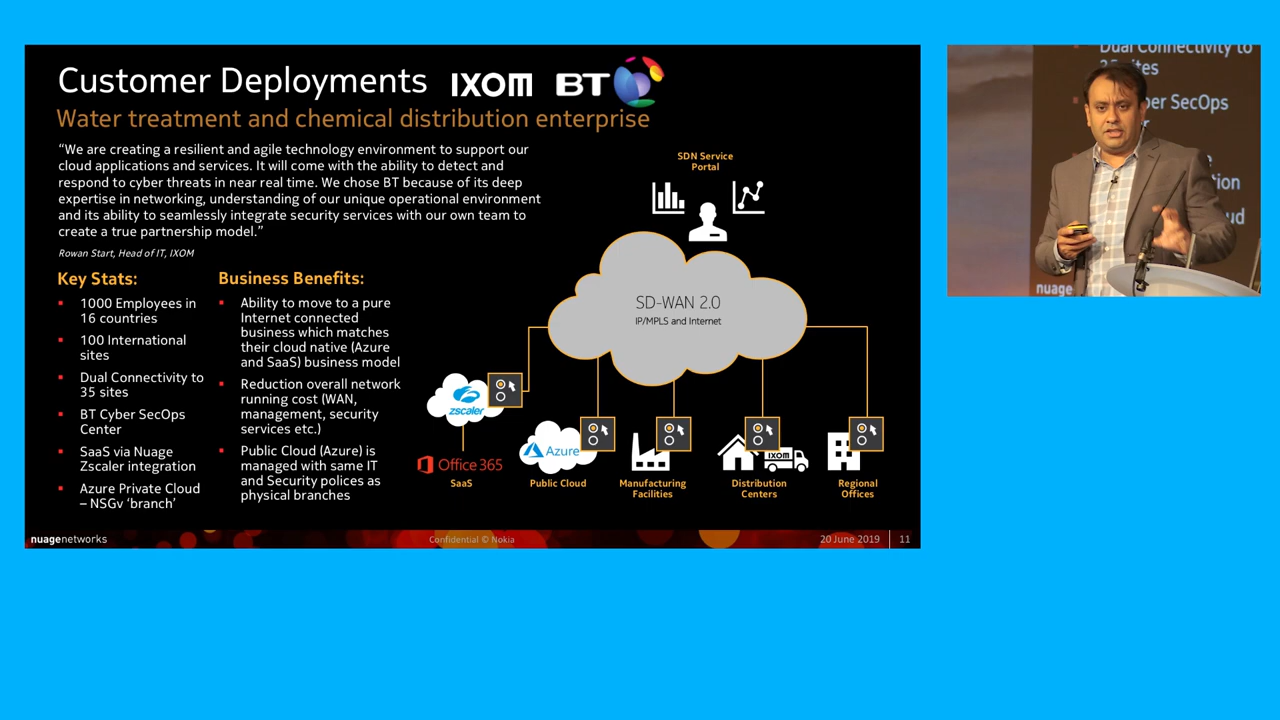 Customer Deployments IXOM BT
Water treatment and chemical distribution enterprise
“We are creating a resilient and agile technology environment to support our
cloud applications and services. It will come with the ability to detect and
respond to cyber threats in near real time. We chose BT because of its deep
expertise in networking, understanding of our unique operational environment
and its ability to seamlessly integrate security services with our own team to
create a true partnership model.”
Rowan Start, Head of IT, IXOM
Key Stats:
1000 Employees in
16 countries
100 International
sites
Dual Connectivity to
35 sites
BT Cyber SecOps
Center
SaaS via Nuage
Zscaler integration
Azure Private Cloud
– NSGv ‘branch’
Business Benefits:
Ability to move to a pure
Internet connected
business which matches
their cloud native (Azure
and SaaS) business model
Reduction overall network
running cost (WAN,
management, security
services etc.)
Public Cloud (Azure) is
managed with same IT
and Security polices as
physical branches
SDN Service
Portal
SD-WAN 2.0
IP/MPLS and Internet
zscaler
Office 365
SaaS
Azure
Public Cloud
Manufacturing
Facilities
IXOM
Distribution
Centers
Regional
Offices
nuagenetworks
Confidential © Nokia
20 June 2019
11
Dual Connectivity to
35 sites
ber SecOps
tion
ud
nuage